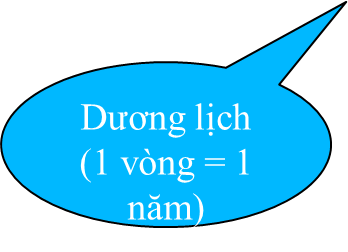 Dương lịch
(1 vòng = 1
năm)